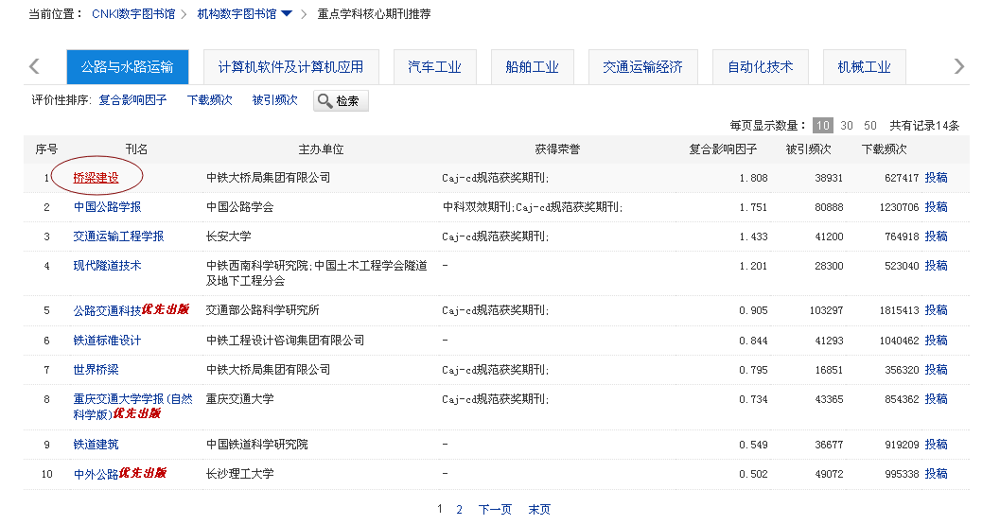 当前位置： CNKI数字图书馆 > 机构数字图书馆 > 重点学科核心期刊推荐
公路与水路运输 计算机软件及计算机应用 汽车工业 船舶工业 交通运输经济 自动化技术 机械工业
评价性排序: 复合影响因子 下载频次 被引频次 检索
每页显示数量： 10 30 50 共有记录14条
序号 刊名 主办单位 获得荣誉 复合影响因子 被引频次 下载频次
1 桥梁建设 中铁大桥局集团有限公司 Caj-cd规范获奖期刊; 1.808 38931 627417 投稿
2 中国公路学报 中国公路学会 中科双效期刊;Caj-cd规范获奖期刊; 1.751 80888 1230706 投稿
3 交通运输工程学报 长安大学 Caj-cd规范获奖期刊; 1.433 41200 764918 投稿
4 现代隧道技术 中铁西南科学研究院;中国土木工程学会隧道 - 1.201 28300 523040 投稿
及地下工程分会
5 公路交通科技优先出版 交通部公路科学研究所 Caj-cd规范获奖期刊; 0.905 103297 1815413 投稿
6 铁道标准设计 中铁工程设计咨询集团有限公司 - 0.844 41293 1040462 投稿
7 世界桥梁 中铁大桥局集团有限公司 Caj-cd规范获奖期刊; 0.795 16851 356320 投稿
8 重庆交通大学学报(自然 重庆交通大学 Caj-cd规范获奖期刊; 0.734 43365 854362 投稿
科学版)优先出版
9 铁道建筑 中国铁道科学研究院 - 0.549 36677 919209 投稿
10 中外公路优先出版 长沙理工大学 - 0.502 49072 995338 投稿
1 2 下一页 末页